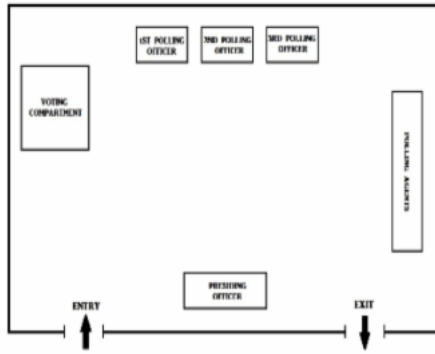 1ST POLLING
OFFICER
2ND POLLING
OFFICER
3RD POLLING
OFFICER
VOTING
COMPARTMENT
POLLING AGENTS
PRESIDING
OFFICER
ENTRY
EXIT